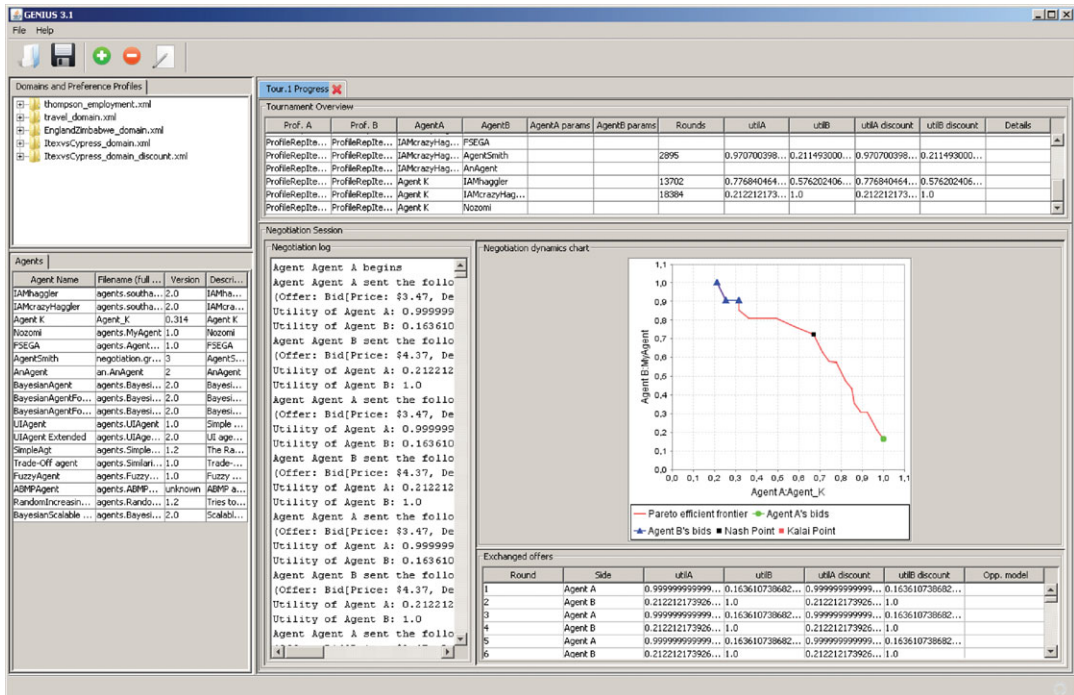 GENIUS 3.1
File Help
Domains and Preference Profiles
thompson_employment.xml
travel_domain.xml
EnglandZimbabwe_domain.xml
ItexvsCypress_domain.xml
ItexvsCypress_domain_discount.xml
Agents
Agent Name Filename (full ... Version Descri...
IAMhaggler agents.southa... 2.0 IAMha...
IAMcrazyHaggler agents.southa... 2.0 IAMcra...
Agent K Agent_K 0.314 Agent K
Nozomi agents.MyAgent 1.0 Nozomi
FSEGA agents.Agent... 1.0 FSEGA
AgentSmith negotiation.gr... 3 AgentS...
AnAgent an.AnAgent 2 AnAgent
BayesianAgent agents.Bayesi... 2.0 Bayesi...
BayesianAgentFo... agents.Bayesi... 2.0 Bayesi...
BayesianAgentFo... agents.Bayesi... 2.0 Bayesi...
UIAgent agents.UIAgent 1.0 Simple ...
UIAgent Extended agents.UIAge... 2.0 UI age...
SimpleAgt agents.Simple... 1.2 The Ra...
Trade-Off agent agents.Similari... 1.0 Trade-...
FuzzyAgent agents.Fuzzy... 1.0 Fuzzy ...
ABMPAgent agents.ABMP... unknown ABMP a...
RandomIncreasin... agents.Rando... 1.2 Tries to...
BayesianScalable ... agents.Bayesi... 2.0 Scalabl...
Tour.1 Progress
Tournament Overview
Prof. A Prof. B AgentA AgentB AgentA params AgentB params Rounds utilA utilB utilA discount utilB discount Details
ProfileRepIte... ProfileRepIte... IAMcrazyHag... FSEGA
ProfileRepIte... ProfileRepIte... IAMcrazyHag... AgentSmith 2895 0.970700398... 0.211493000... 0.970700398... 0.211493000...
ProfileRepIte... ProfileRepIte... IAMcrazyHag... AnAgent
ProfileRepIte... ProfileRepIte... Agent K IAMhaggler 13702 0.776840464... 0.576202406... 0.776840464... 0.576202406...
ProfileRepIte... ProfileRepIte... Agent K IAMcrazyHag... 18384 0.212212173... 1.0 0.212212173... 1.0
ProfileRepIte... ProfileRepIte... Agent K Nozomi
Negotiation Session
Negotiation log
Agent Agent A begins
Agent Agent A sent the follo
(Offer: Bid[Price: $3.47, De
Utility of Agent A: 0.999999
Utility of Agent B: 0.163610
Agent Agent B sent the follo
(Offer: Bid[Price: $4.37, De
Utility of Agent A: 0.212212
Utility of Agent B: 1.0
Agent Agent A sent the follo
(Offer: Bid[Price: $3.47, De
Utility of Agent A: 0.999999
Utility of Agent B: 0.163610
Agent Agent B sent the follo
(Offer: Bid[Price: $4.37, De
Utility of Agent A: 0.212212
Utility of Agent B: 1.0
Agent Agent A sent the follo
(Offer: Bid[Price: $3.47, De
Utility of Agent A: 0.999999
Utility of Agent B: 0.163610
Agent Agent B sent the follo
(Offer: Bid[Price: $4.37, De
Utility of Agent A: 0.212212
Utility of Agent B: 1.0
Agent Agent A sent the follo
Negotiation dynamics chart
1,1
1,0
0,9
0,8
0,7
0,6
0,5
0,4
0,3
0,2
0,1
0,0
Agent B:MyAgent
0,0 0,1 0,2 0,3 0,4 0,5 0,6 0,7 0,8 0,9 1,0 1,1
Agent A:Agent_K
Pareto efficient frontier Agent A's bids
Agent B's bids Nash Point Kalai Point
Exchanged offers
Round Side utilA utilB utilA discount utilB discount Opp. model
1 Agent A 0.999999999999... 0.163610738682... 0.999999999999... 0.163610738682...
2 Agent B 0.212212173926... 1.0 0.212212173926... 1.0
3 Agent A 0.999999999999... 0.163610738682... 0.999999999999... 0.163610738682...
4 Agent B 0.212212173926... 1.0 0.212212173926... 1.0
5 Agent A 0.999999999999... 0.163610738682... 0.999999999999... 0.163610738682...
6 Agent B 0.212212173926... 1.0 0.212212173926... 1.0